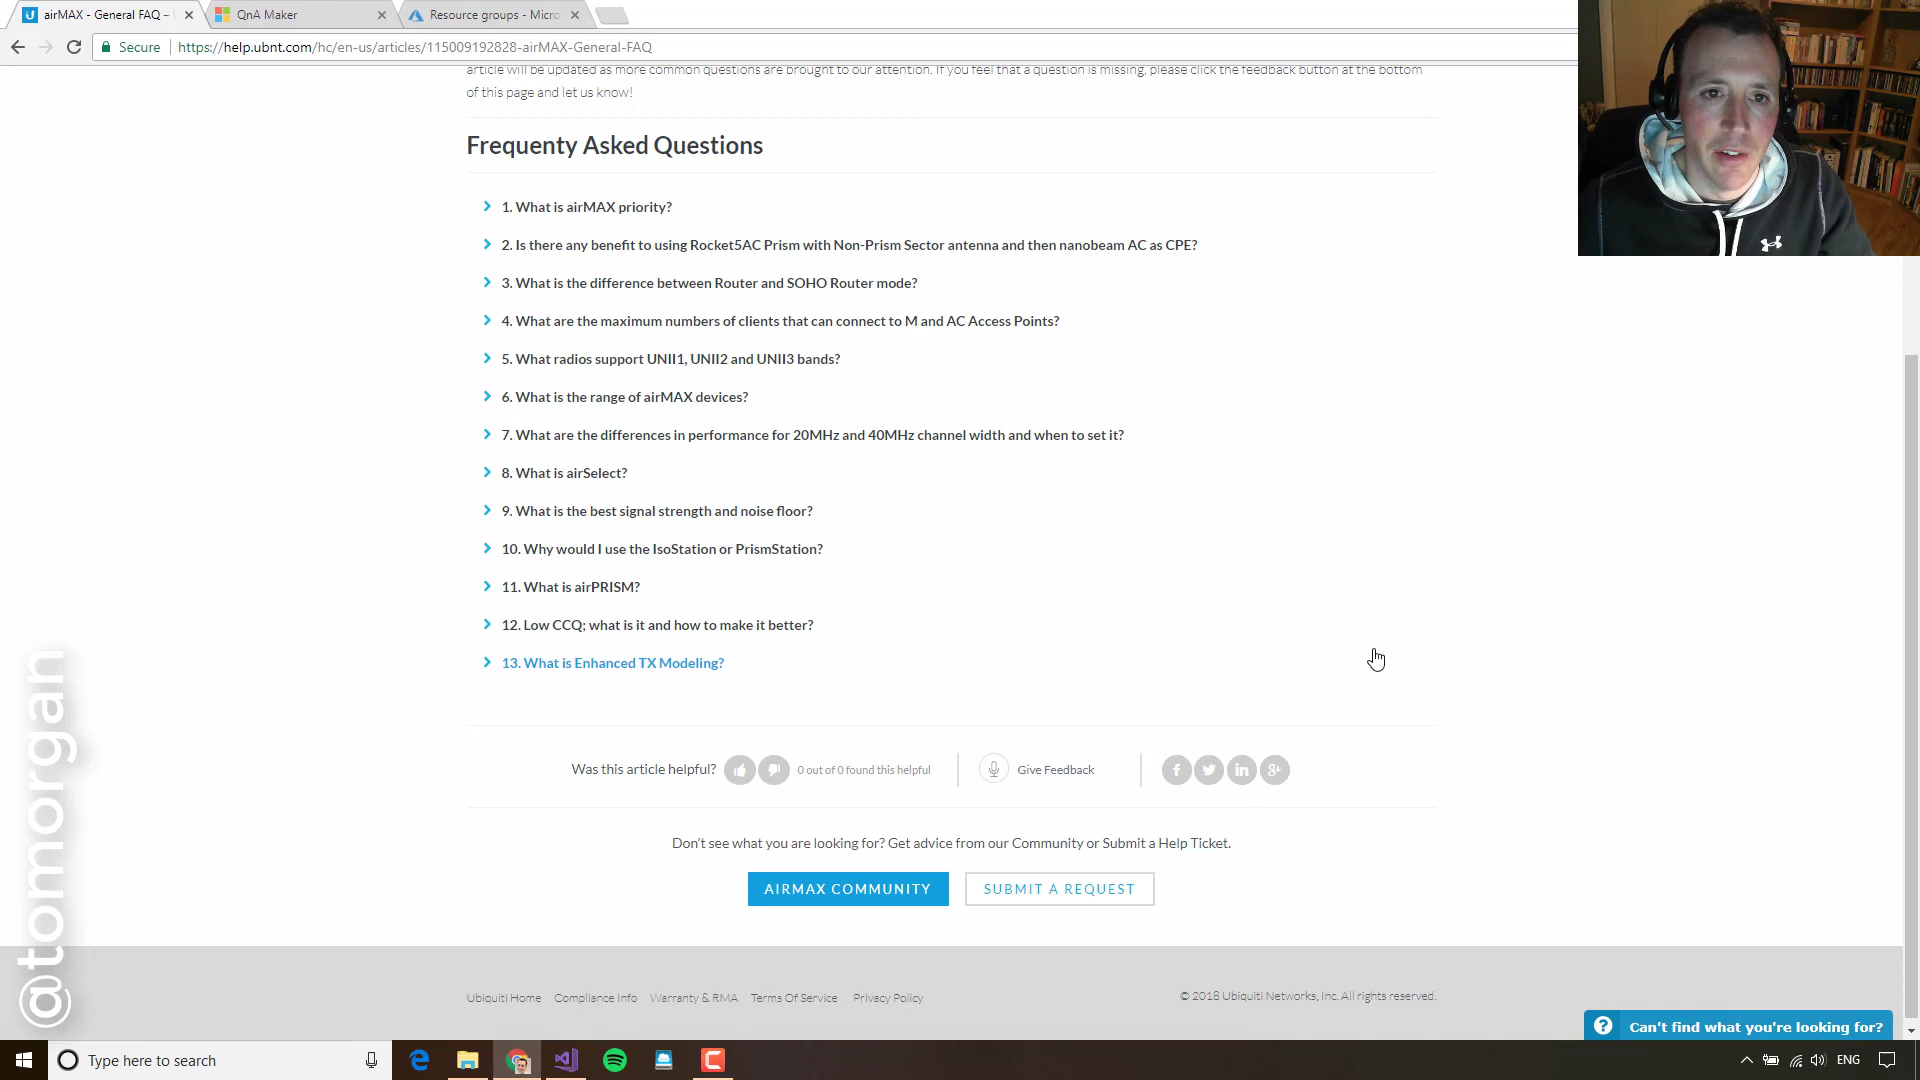 airMAX - General FAQ –
QnA Maker
Resource groups - Micro
Secure
https://help.ubnt.com/hc/en-us/articles/115009192828-airMAX-General-FAQ
article will be updated as more common questions are brought to our attention. If you feel that a question is missing, please click the feedback button at the bottom
of this page and let us know!
Frequenty Asked Questions
1. What is airMAX priority?
2. Is there any benefit to using Rocket5AC Prism with Non-Prism Sector antenna and then nanobeam AC as CPE?
3. What is the difference between Router and SOHO Router mode?
4. What are the maximum numbers of clients that can connect to M and AC Access Points?
5. What radios support UNII1, UNII2 and UNII3 bands?
6. What is the range of airMAX devices?
7. What are the differences in performance for 20MHz and 40MHz channel width and when to set it?
8. What is airSelect?
9. What is the best signal strength and noise floor?
10. Why would I use the IsoStation or PrismStation?
11. What is airPRISM?
12. Low CCQ; what is it and how to make it better?
13. What is Enhanced TX Modeling?
Was this article helpful?
0 out of 0 found this helpful
Give Feedback
Don't see what you are looking for? Get advice from our Community or Submit a Help Ticket.
AIRMAX COMMUNITY
SUBMIT A REQUEST
Ubiquiti Home
Compliance Info
Warranty & RMA
Terms Of Service
Privacy Policy
© 2018 Ubiquiti Networks, Inc. All rights reserved.
Can't find what you're looking for?
@tomorgan
Type here to search
ENG